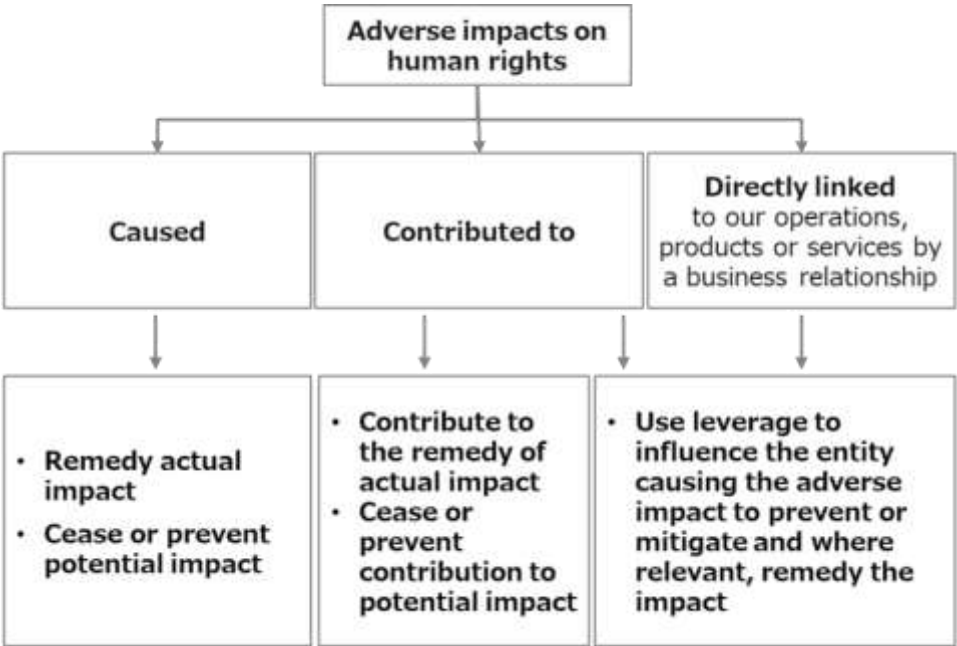 Adverse impacts on
human rights
Caused
Contributed to
Directly linked
to our operations,
products or services by
a business relationship
• Remedy actual
impact
• Cease or prevent
potential impact
• Contribute to
the remedy of
actual impact
• Cease or
prevent
contribution to
potential impact
• Use leverage to
influence the entity
causing the adverse
impact to prevent or
mitigate and where
relevant, remedy the
impact